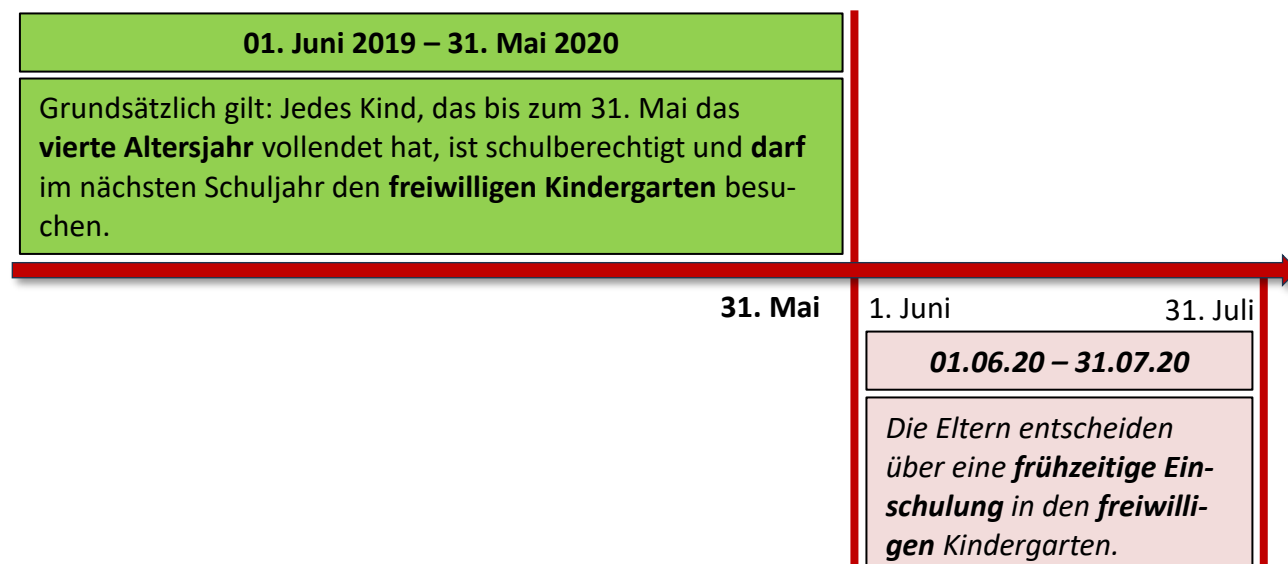 01. Juni 2019 – 31. Mai 2020
Grundsätzlich gilt: Jedes Kind, das bis zum 31. Mai das
vierte Altersjahr vollendet hat, ist schulberechtigt und darf
im nächsten Schuljahr den freiwilligen Kindergarten besu-
chen.
31. Mai
1. Juni
31. Juli
01.06.20 – 31.07.20
Die Eltern entscheiden
über eine frühzeitige Ein-
schulung in den freiwilli-
gen Kindergarten.